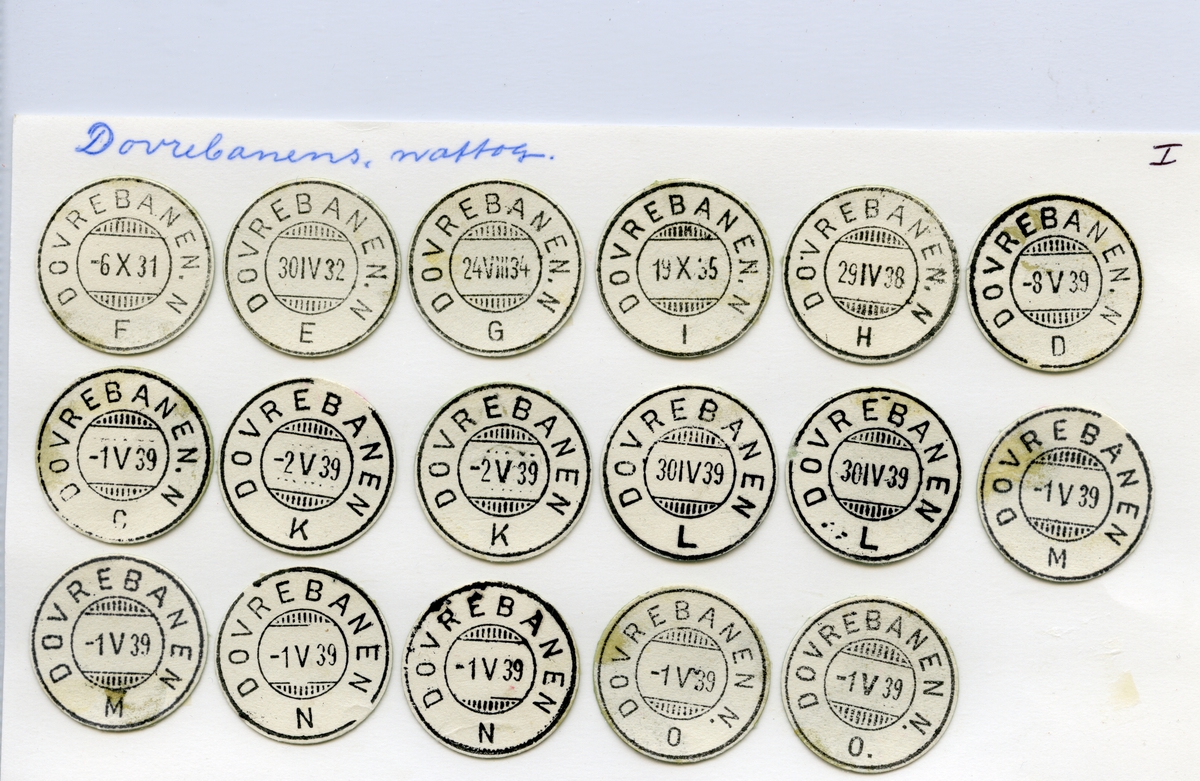 Dovrebanens, nattog.
I
DOVREBANEN. N -6 X 31 F
DOVREBANEN. N 30 IV 32 E
DOVREBANEN. N 24 VIII 34 G
DOVREBANEN. N 19 X 35 I
DOVREBANEN. N 29 IV 38 H
DOVREBANEN. N -8 V 39 D
DOVREBANEN. N -1 V 39 C
DOVREBANEN -2 V 39 K
DOVREBANEN -2 V 39 K
DOVREBANEN 30 IV 39 L
DOVREBANEN 30 IV 39 L
DOVREBANEN -1 V 39 M
DOVREBANEN -1 V 39 M
DOVREBANEN -1 V 39 N
DOVREBANEN -1 V 39 N
DOVREBANEN N. -1 V 39 O
DOVREBANEN N. -1 V 39 O.